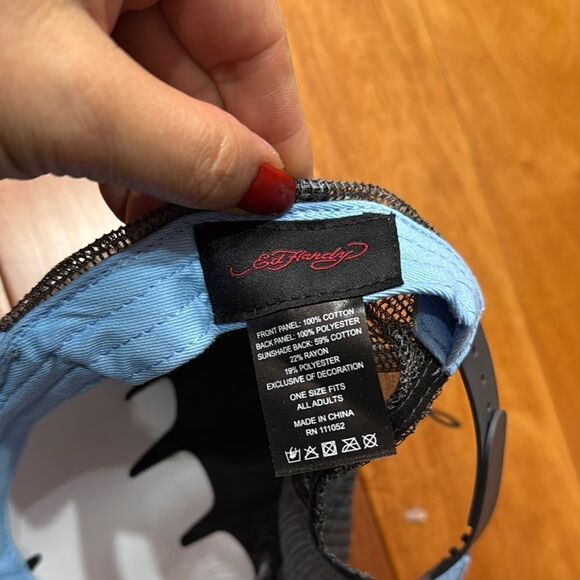 Ed Hardy
FRONT PANEL: 100% COTTON
BACK PANEL: 100% POLYESTER
SUNSHADE BACK: 59% COTTON
22% RAYON
19% POLYESTER
EXCLUSIVE OF DECORATION
ONE SIZE FITS
ALL ADULTS
MADE IN CHINA
RN 111052